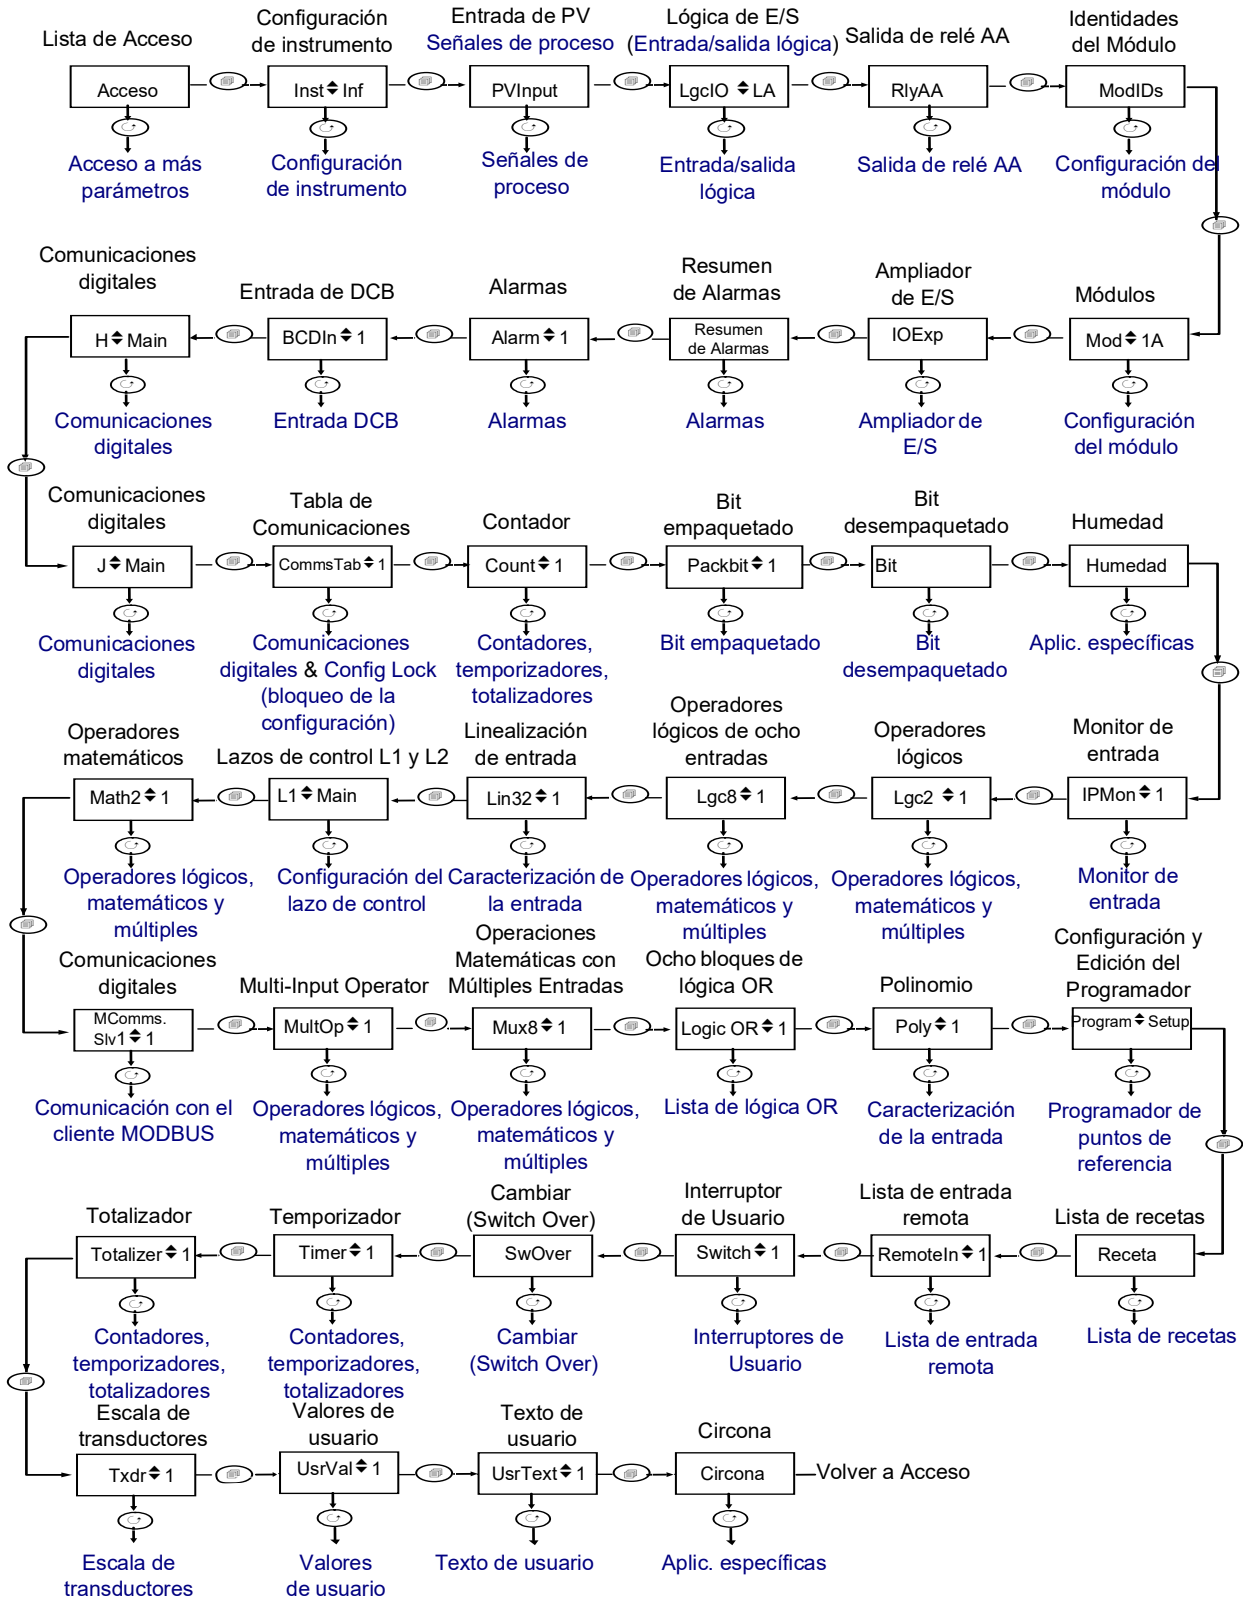 Lista de Acceso
Configuración
de instrumento
Entrada de PV
Señales de proceso
Lógica de E/S
(Entrada/salida lógica)
Salida de relé AA
Identidades
del Módulo
Acceso
Inst Inf
PVInput
LgcIO LA
RlyAA
ModIDs
Acceso a más
parámetros
Configuración
de instrumento
Señales de
proceso
Entrada/salida
lógica
Salida de relé AA
Configuración del
módulo
Comunicaciones
digitales
Entrada de DCB
Alarmas
Resumen
de Alarmas
Ampliador
de E/S
Módulos
H Main
BCDIn 1
Alarm 1
Resumen
de Alarmas
IOExp
Mod 1A
Comunicaciones
digitales
Entrada DCB
Alarmas
Alarmas
Ampliador de
E/S
Configuración
del módulo
Comunicaciones
digitales
Tabla de
Comunicaciones
Contador
Bit
empaquetado
Bit
desempaquetado
Humedad
J Main
CommsTab 1
Count 1
Packbit 1
Bit
Humedad
Comunicaciones
digitales
Comunicaciones
digitales & Config Lock
(bloqueo de la
configuración)
Contadores,
temporizadores,
totalizadores
Bit empaquetado
Bit
desempaquetado
Aplic. específicas
Operadores
matemáticos
Lazos de control L1 y L2
Linealización
de entrada
Operadores
lógicos de ocho
entradas
Operadores
lógicos
Monitor de
entrada
Math2 1
L1 Main
Lin32 1
Lgc8 1
Lgc2 1
IPMon 1
Operadores lógicos,
matemáticos y
múltiples
Configuración del
lazo de control
Caracterización de
la entrada
Operadores lógicos,
matemáticos y
múltiples
Operadores lógicos,
matemáticos y
múltiples
Monitor de
entrada
Comunicaciones
digitales
Multi-Input Operator
Operaciones
Matemáticas con
Múltiples Entradas
Ocho bloques de
lógica OR
Polinomio
Configuración y
Edición del
Programador
MComms.
Slv1 1
MultOp 1
Mux8 1
Logic OR 1
Poly 1
Program Setup
Comunicación con el
cliente MODBUS
Operadores lógicos,
matemáticos y
múltiples
Operadores lógicos,
matemáticos y
múltiples
Lista de lógica OR
Caracterización
de la entrada
Programador de
puntos de
referencia
Totalizador
Temporizador
Cambiar
(Switch Over)
Interruptor
de Usuario
Lista de entrada
remota
Lista de recetas
Totalizer 1
Timer 1
SwOver
Switch 1
RemoteIn 1
Receta
Contadores,
temporizadores,
totalizadores
Contadores,
temporizadores,
totalizadores
Cambiar
(Switch Over)
Interruptores de
Usuario
Lista de entrada
remota
Lista de recetas
Escala de
transductores
Valores de
usuario
Texto de
usuario
Circona
Txdr 1
UsrVal 1
UsrText 1
Circona
Volver a Acceso
Escala de
transductores
Valores
de usuario
Texto de usuario
Aplic. específicas